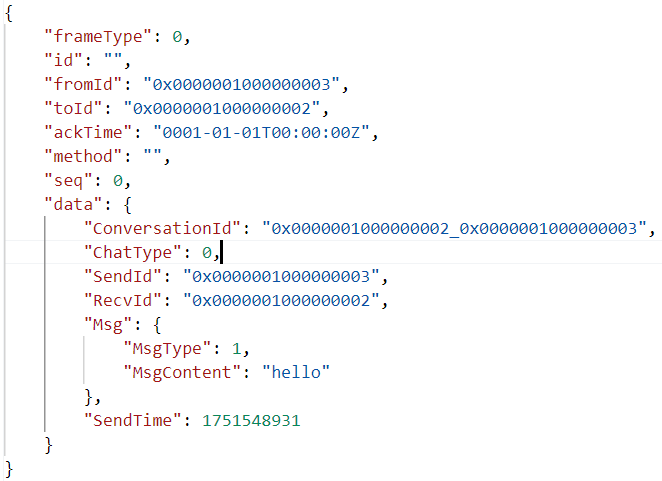 {
    "frameType": 0,
    "id": "",
    "fromId": "0x0000001000000003",
    "toId": "0x0000001000000002",
    "ackTime": "0001-01-01T00:00:00Z",
    "method": "",
    "seq": 0,
    "data": {
        "ConversationId": "0x0000001000000002_0x0000001000000003",
        "ChatType": 0,
        "SendId": "0x0000001000000003",
        "RecvId": "0x0000001000000002",
        "Msg": {
            "MsgType": 1,
            "MsgContent": "hello"
        },
        "SendTime": 1751548931
    }
}